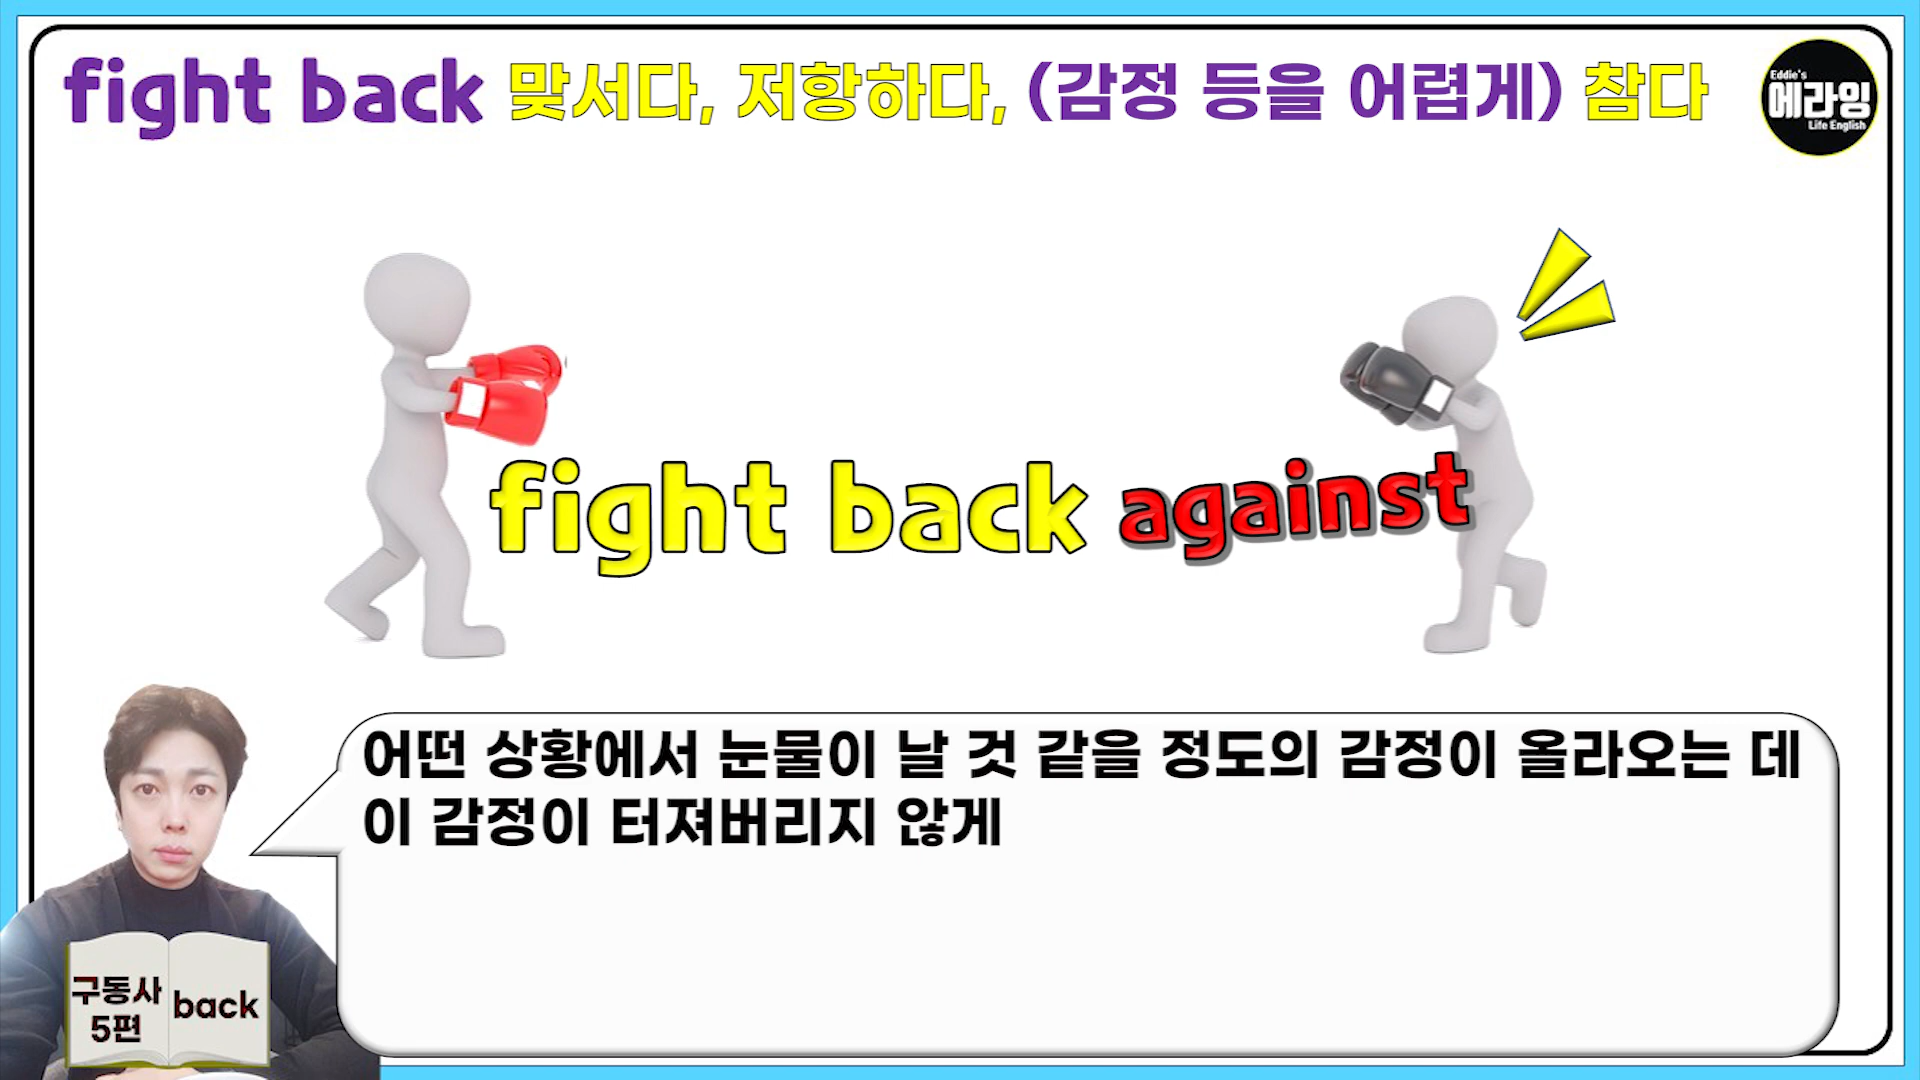 fight back 맞서다, 저항하다, (감정 등을 어렵게) 참다
Eddie's
에라잉
Life English
fight back against
어떤 상황에서 눈물이 날 것 같을 정도의 감정이 올라오는 데
이 감정이 터져버리지 않게
구동사
5편
back